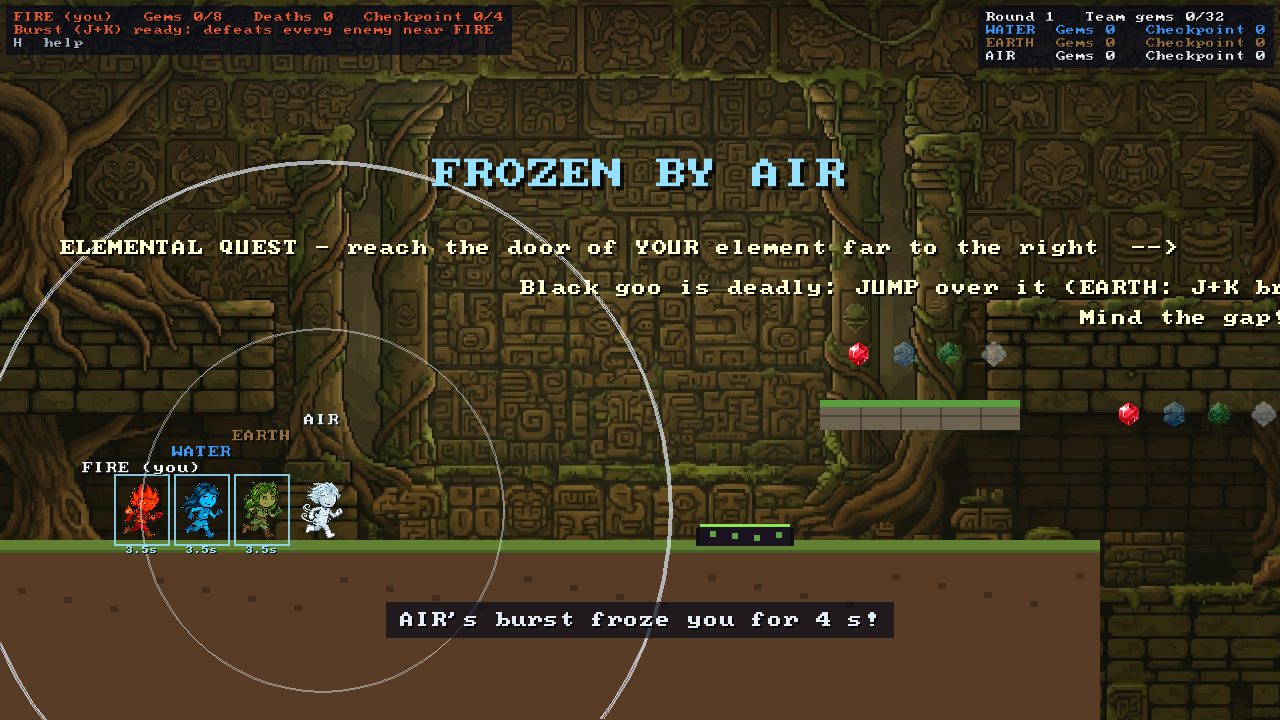 FIRE (you)   Gems 0/8   Deaths 0   Checkpoint 0/4
Burst (J+K) ready: defeats every enemy near FIRE
H  help
Round 1   Team gems 0/32
WATER  Gems 0   Checkpoint 0
EARTH  Gems 0   Checkpoint 0
AIR    Gems 0   Checkpoint 0
FROZEN BY AIR
ELEMENTAL QUEST - reach the door of YOUR element far to the right  -->
Black goo is deadly: JUMP over it (EARTH: J+K br
Mind the gap!
AIR
EARTH
WATER
FIRE (you)
3.5s 3.5s 3.5s
AIR's burst froze you for 4 s!